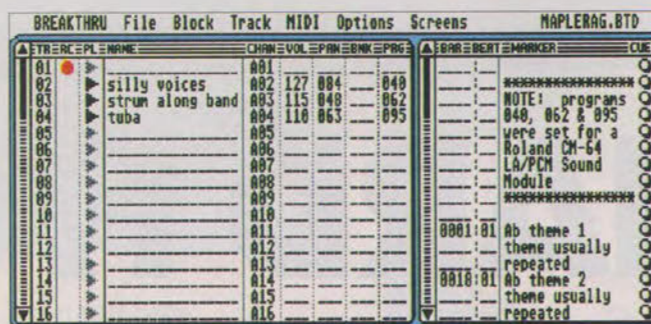 BREAKTHRU File Block Track MIDI Options Screens MAPLERAG.BTD
TR RC PL NAME CHAN VOL PAN BNK PRG
01 A01
02 silly voices A02 127 084 040
03 strum along band A03 115 040 062
04 tuba A04 110 063 095
05 A05
06 A06
07 A07
08 A08
09 A09
10 A10
11 A11
12 A12
13 A13
14 A14
15 A15
16 A16
BAR BEAT MARKER CUE
****************
NOTE: programs
040, 062 & 095
were set for a
Roland CM-64
LA/PCM Sound
Module
****************
0001:01 Ab theme 1
theme usually
repeated
0010:01 Ab theme 2
theme usually
repeated